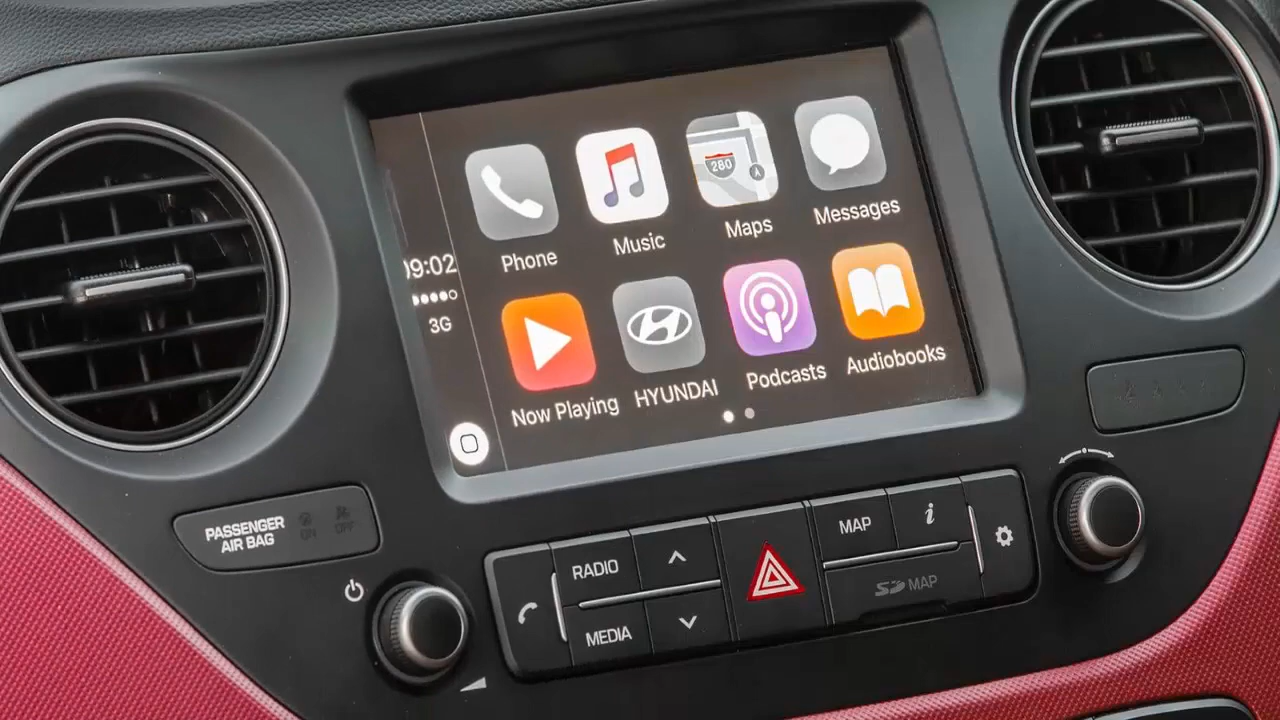 Phone
Music
280
Maps
Messages
09:02
3G
Now Playing
HYUNDAI
Podcasts
Audiobooks
PASSENGER
AIR BAG
ON
OFF
RADIO
MEDIA
MAP
i
SD MAP